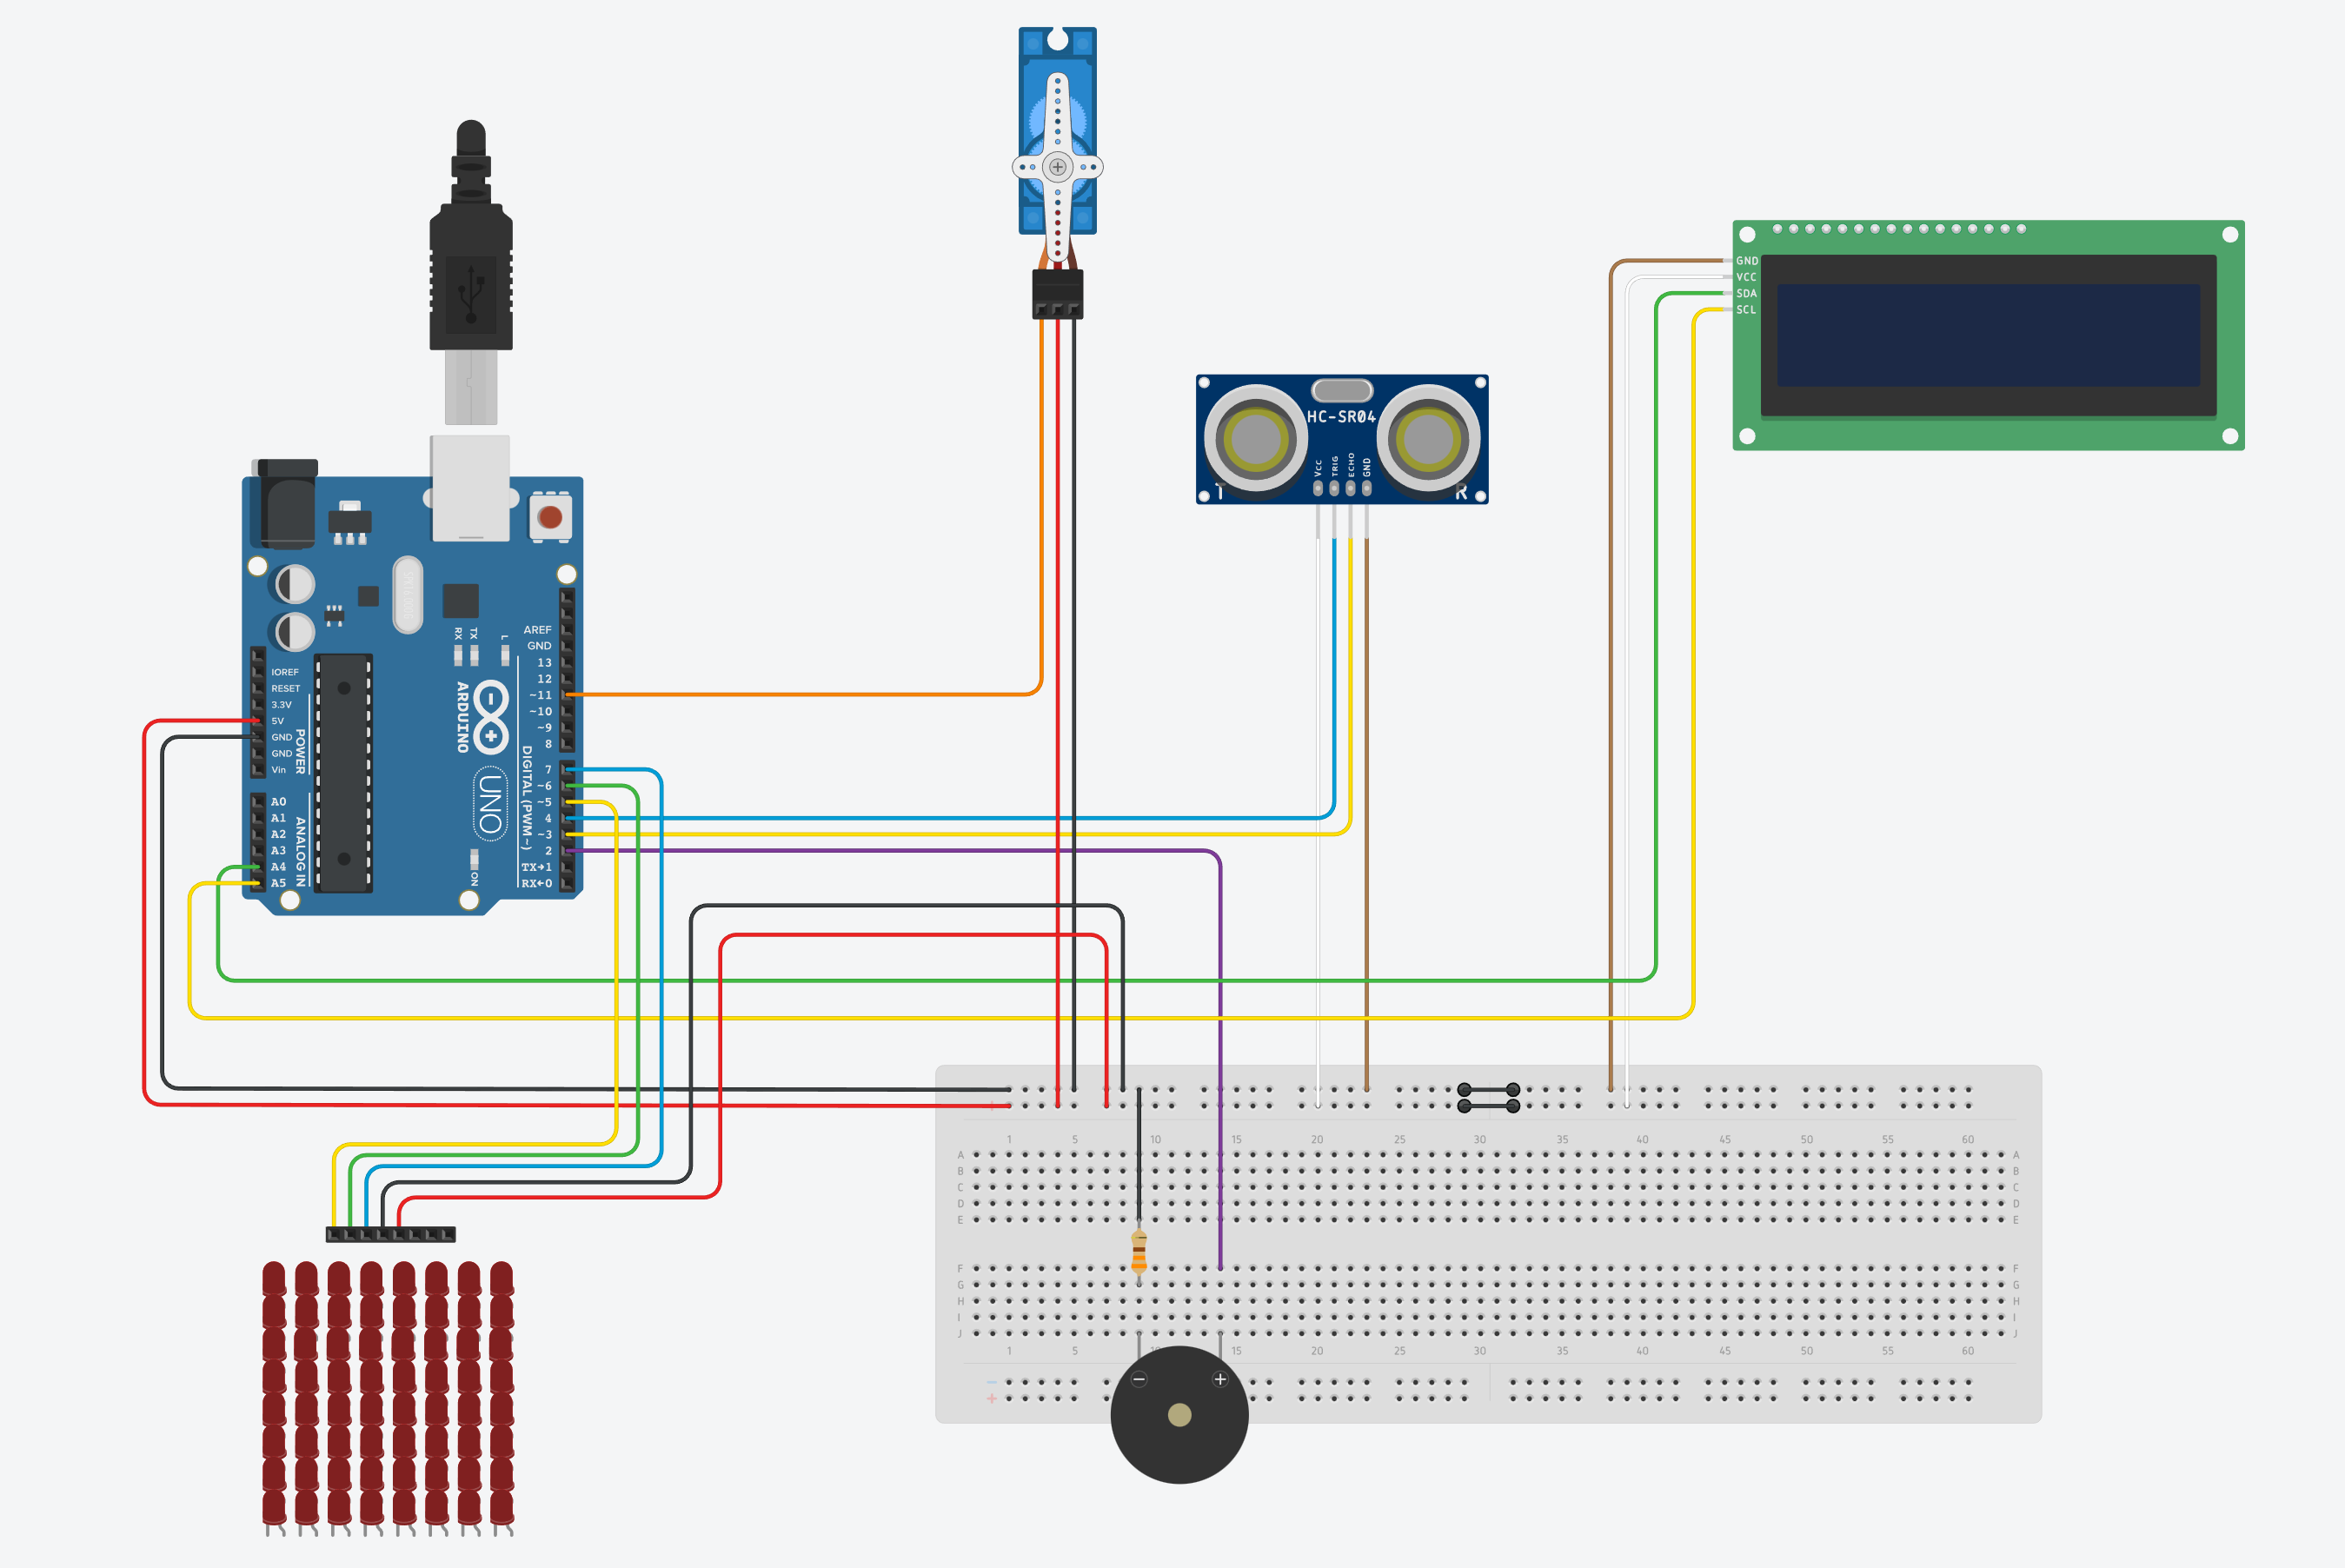 GND
VCC
SDA
SCL
HC-SR04
VCC
TRIG
ECHO
GND
T
R
RX
TX
L
AREF
GND
13
12
~11
~10
~9
8
7
~6
~5
4
~3
2
TX→1
RX←0
IOREF
RESET
3.3V
5V
GND
GND
Vin
POWER
A0
A1
A2
A3
A4
A5
ANALOG IN
ARDUINO
UNO
DIGITAL (PWM~)
ON
1 5 10 15 20 25 30 35 40 45 50 55 60
A A
B B
C C
D D
E E
F F
G G
H H
I I
J J
1 5 10 15 20 25 30 35 40 45 50 55 60
− +
−
+